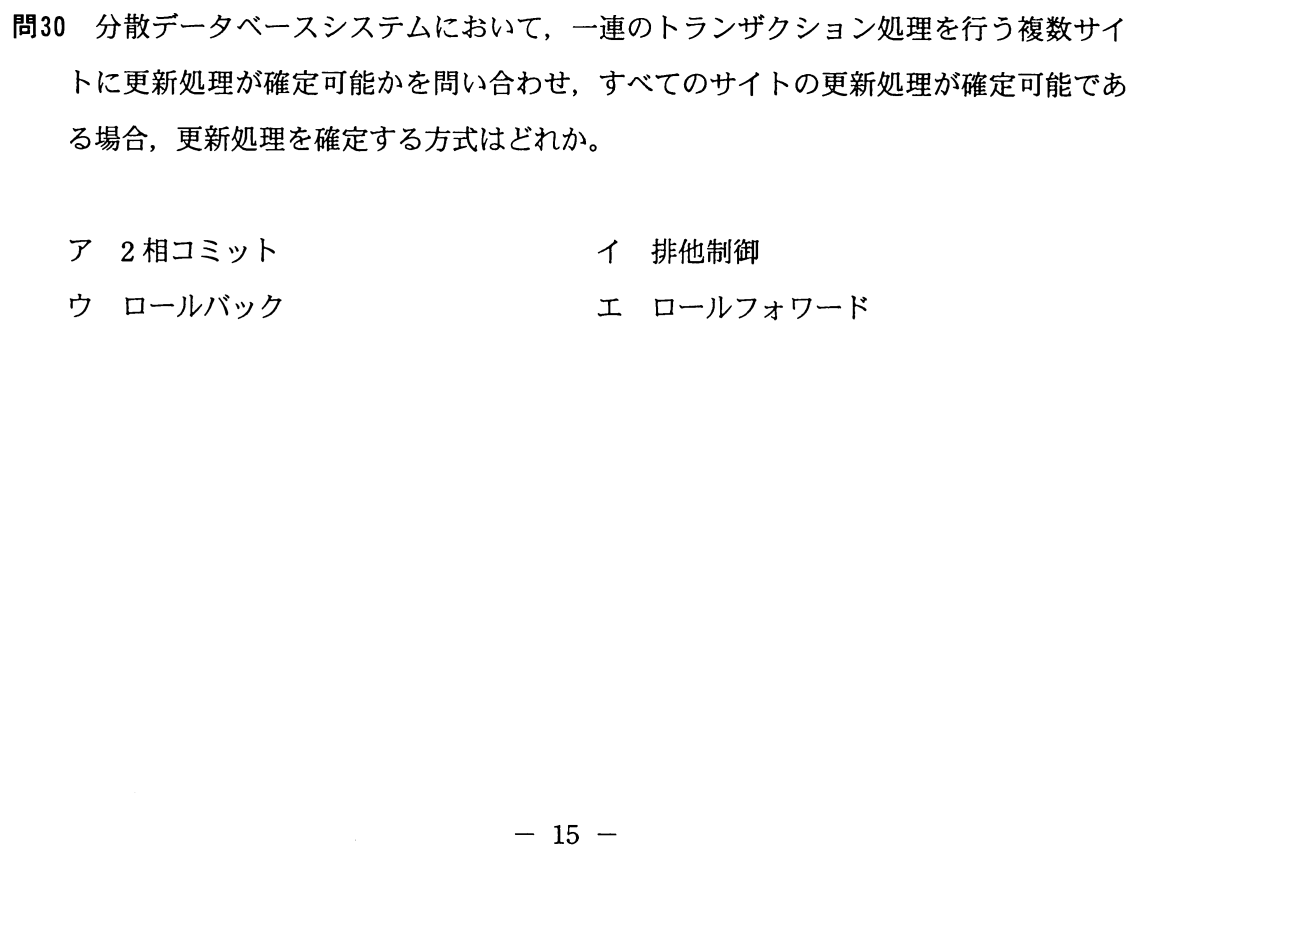 問30 分散データベースシステムにおいて，一連のトランザクション処理を行う複数サイ
トに更新処理が確定可能かを問い合わせ，すべてのサイトの更新処理が確定可能であ
る場合，更新処理を確定する方式はどれか。
ア 2相コミット イ 排他制御
ウ ロールバック エ ロールフォワード
－ 15 －